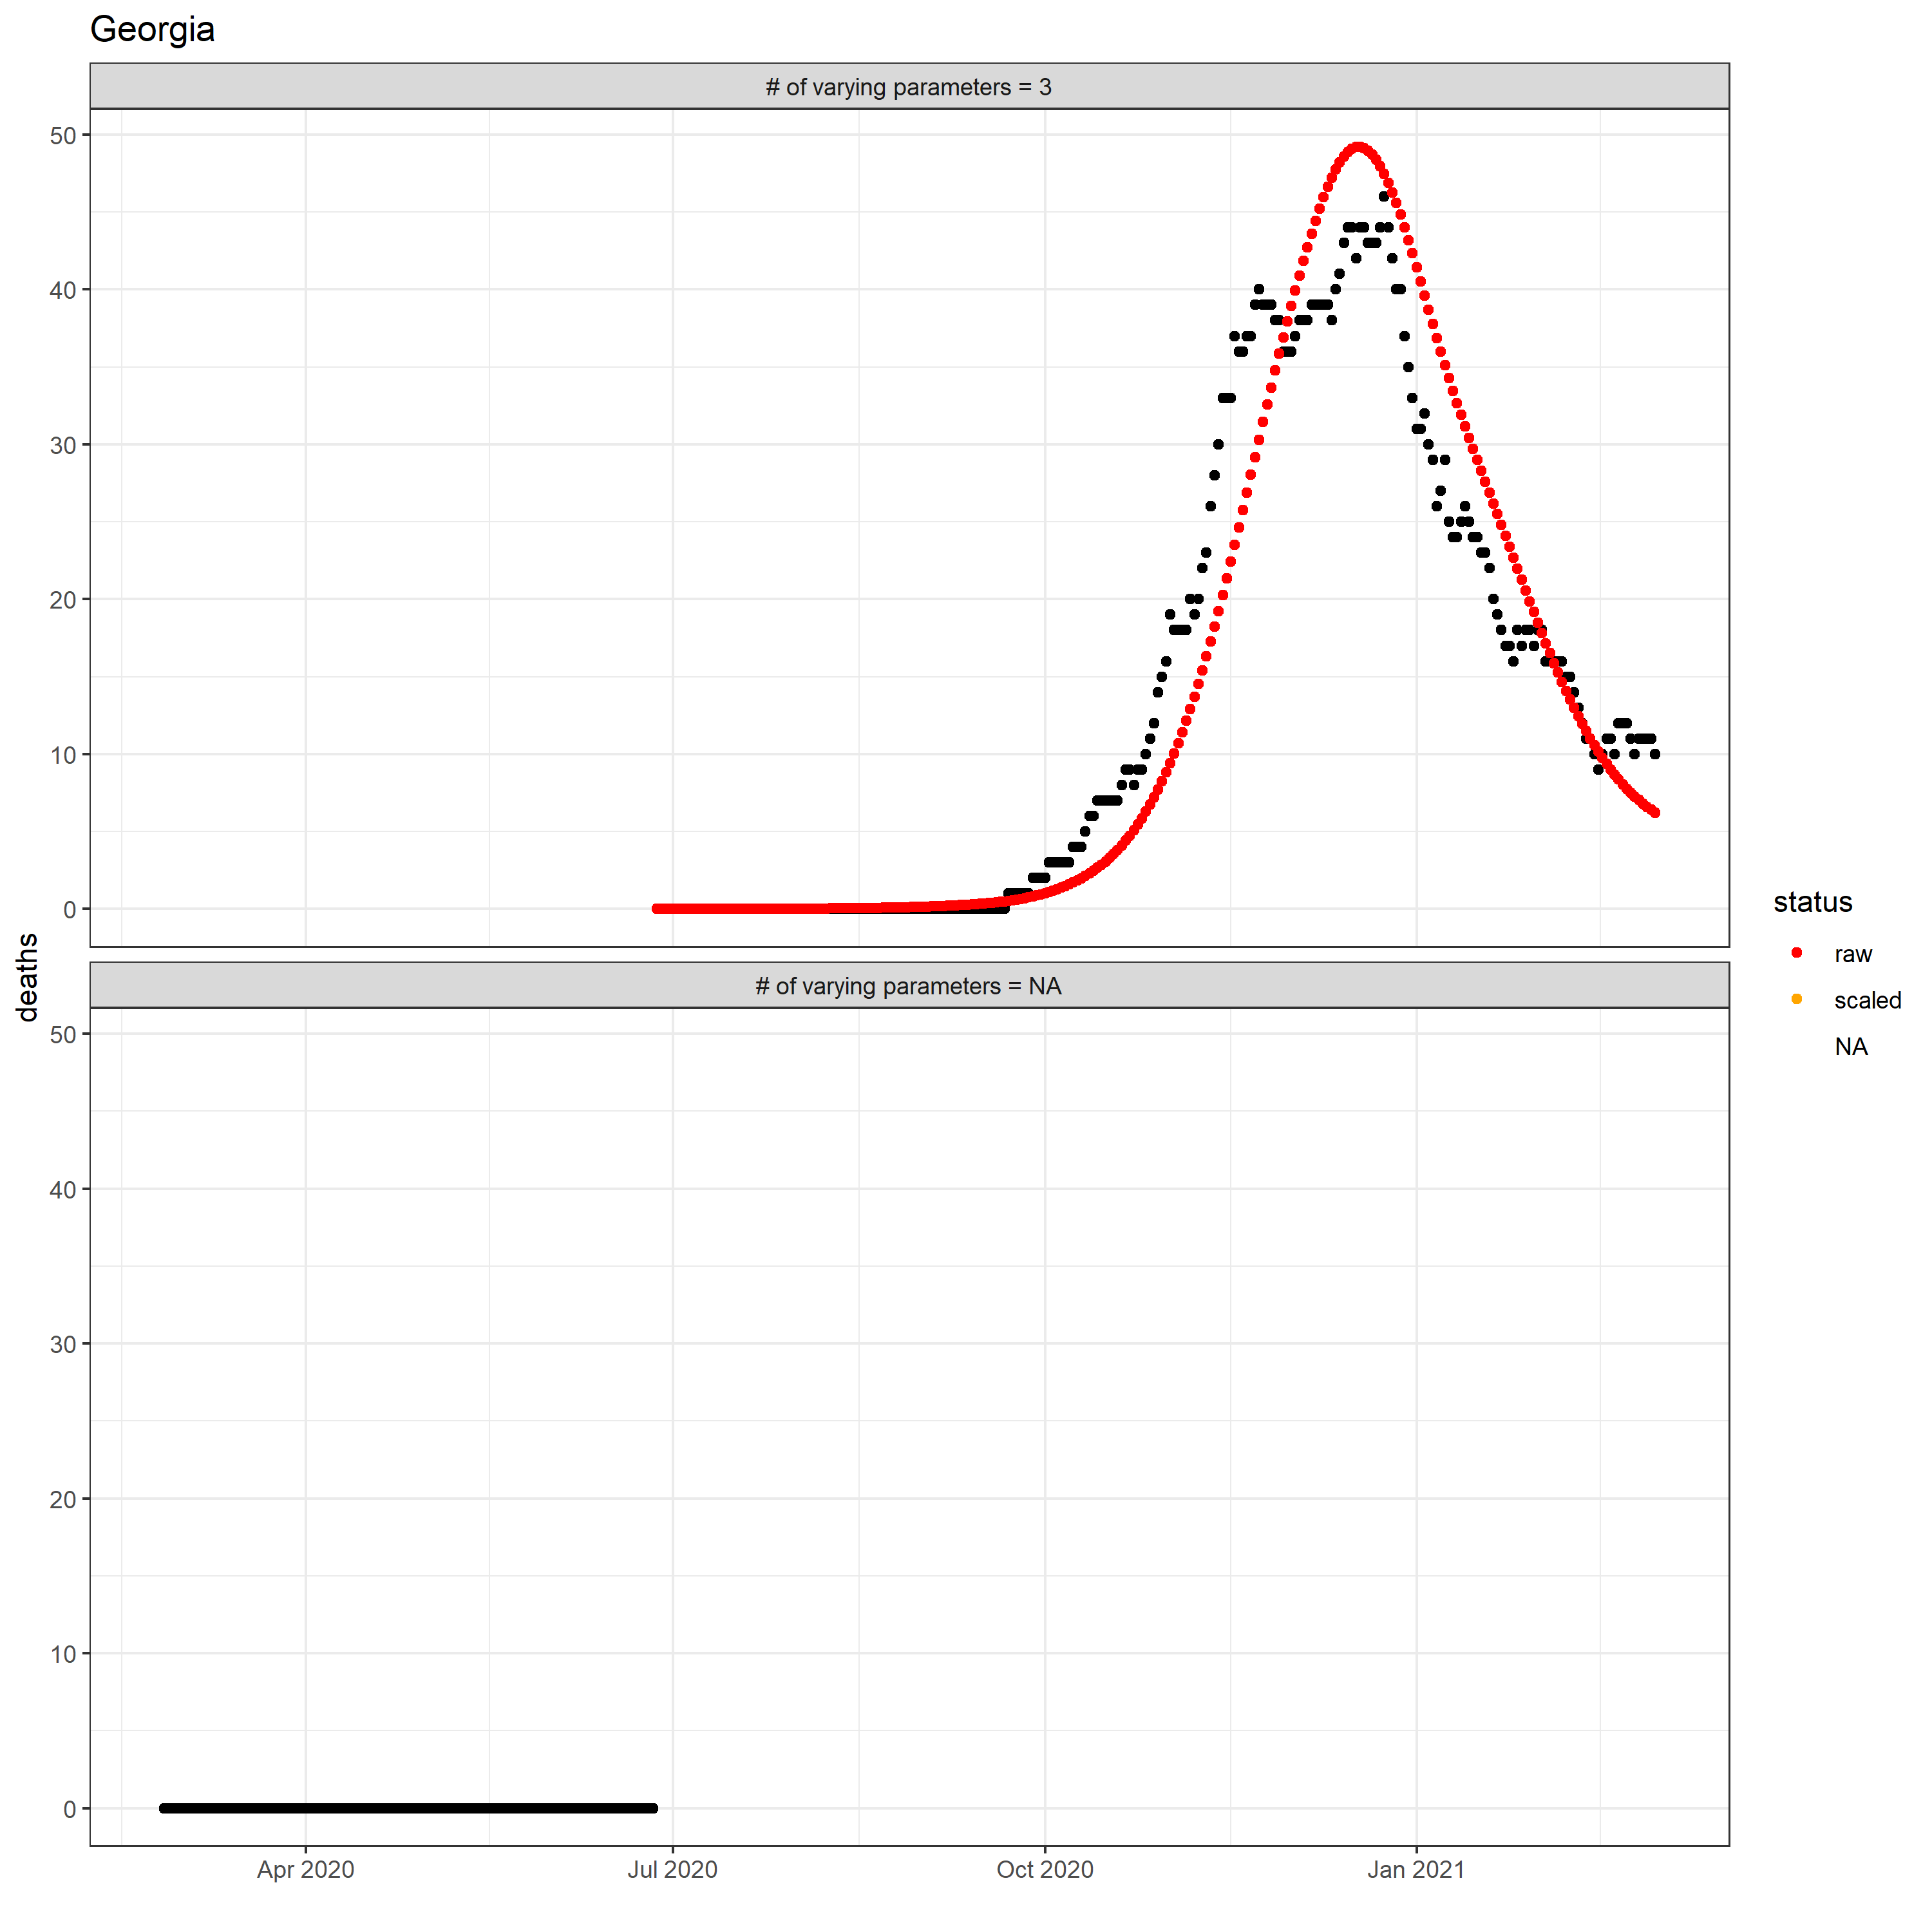 Georgia
# of varying parameters = 3
50
40
30
20
10
0
deaths
# of varying parameters = NA
50
40
30
20
10
0
Apr 2020
Jul 2020
Oct 2020
Jan 2021
status
raw
scaled
NA